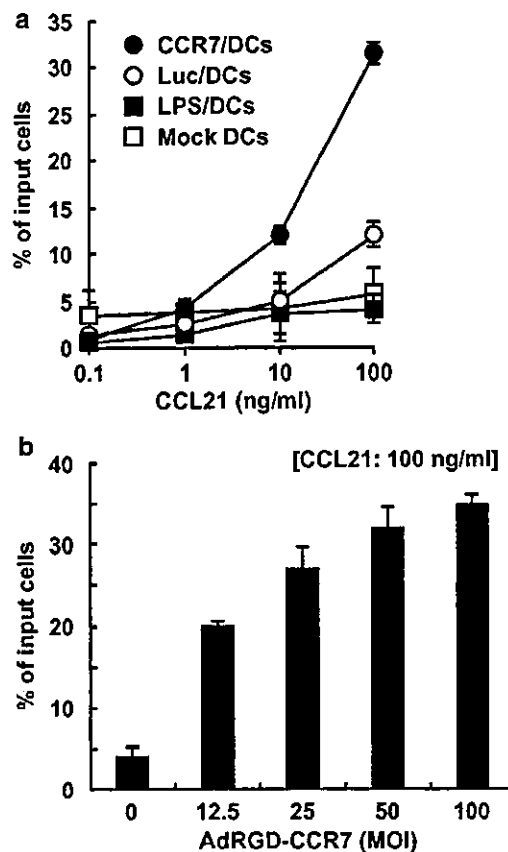 a
35
30
25
20
15
10
5
0
% of input cells
CCR7/DCs
Luc/DCs
LPS/DCs
Mock DCs
0.1 1 10 100
CCL21 (ng/ml)
b
[CCL21: 100 ng/ml]
40
30
20
10
0
% of input cells
0 12.5 25 50 100
AdRGD-CCR7 (MOI)